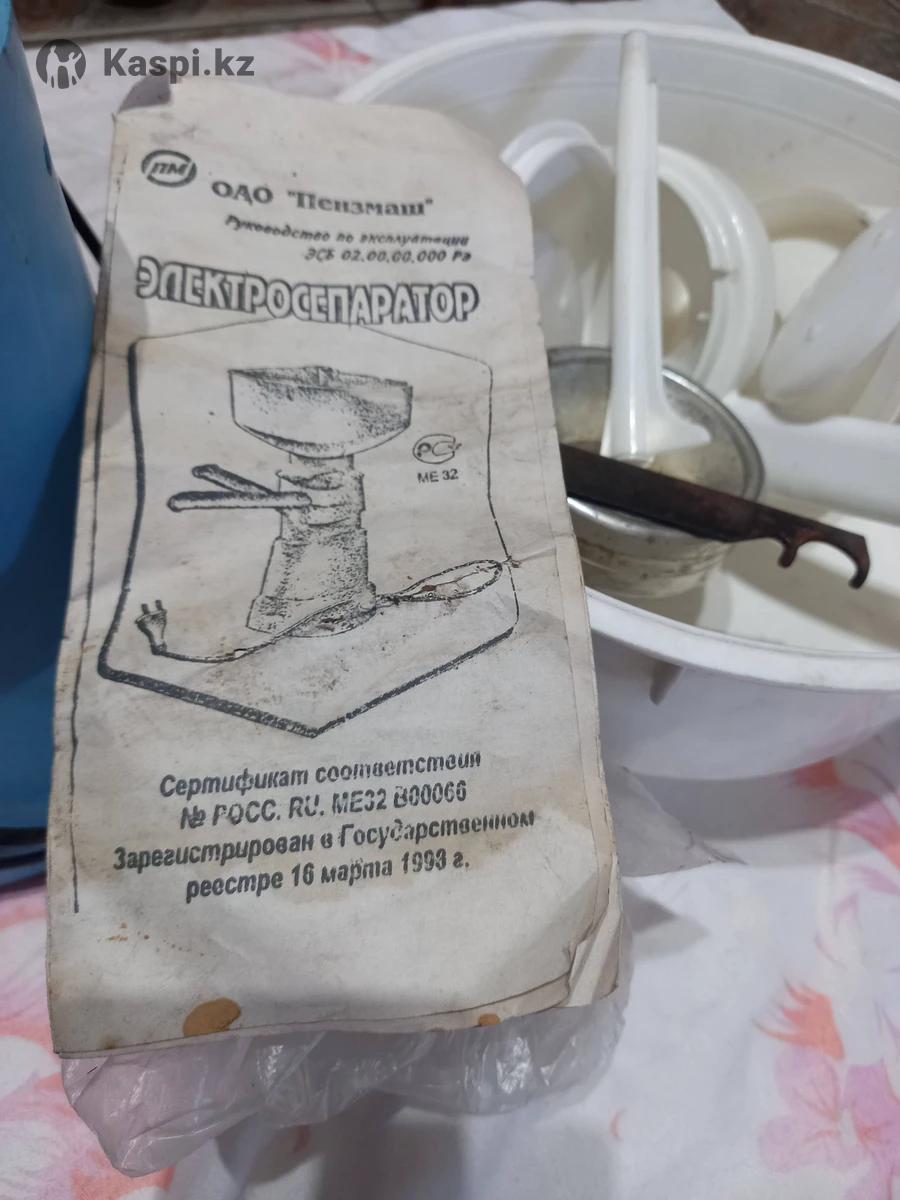 Kaspi.kz
ПМ
ОАО "Пензмаш"
Руководство по эксплуатации
ЭСБ 02.00.00.000 РЭ
ЭЛЕКТРОСЕПАРАТОР
РСТ
МЕ 32
Сертификат соответствия
№ РОСС. RU. МЕ32 В00066
Зарегистрирован в Государственном
реестре 16 марта 1998 г.